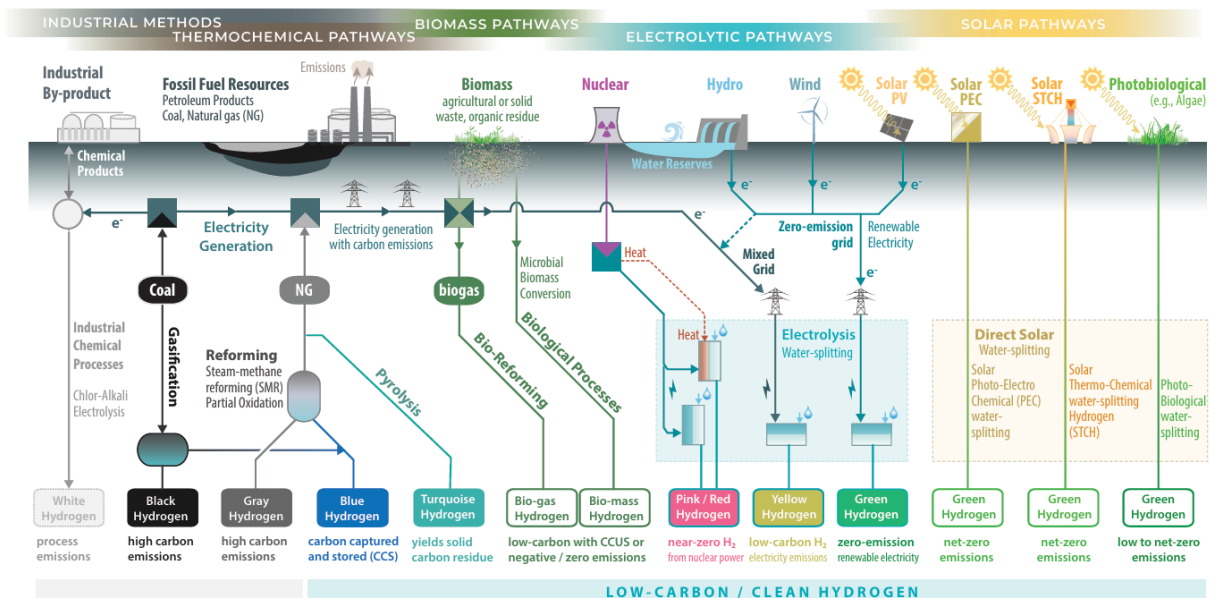 INDUSTRIAL METHODS
THERMOCHEMICAL PATHWAYS
BIOMASS PATHWAYS
ELECTROLYTIC PATHWAYS
SOLAR PATHWAYS
Industrial
By-product
Fossil Fuel Resources
Petroleum Products
Coal, Natural gas (NG)
Emissions
Biomass
agricultural or solid
waste, organic residue
Nuclear
Hydro
Wind
Solar
PV
Solar
PEC
Solar
STCH
Photobiological
(e.g., Algae)
Chemical
Products
Water Reserves
e-
Electricity
Generation
Electricity generation
with carbon emissions
e-
e-
e-
e-
Zero-emission
grid
Renewable
Electricity
Mixed
Grid
e-
Heat
Coal
NG
biogas
Microbial
Biomass
Conversion
Industrial
Chemical
Processes
Chlor-Alkali
Electrolysis
Gasification
Reforming
Steam-methane
reforming (SMR)
Partial Oxidation
Pyrolysis
Bio-Reforming
Biological Processes
Heat
Electrolysis
Water-splitting
Direct Solar
Water-splitting
Solar
Photo-Electro
Chemical (PEC)
water-
splitting
Solar
Thermo-Chemical
water-splitting
Hydrogen
(STCH)
Photo-
Biological
water-
splitting
White
Hydrogen
process
emissions
Black
Hydrogen
high carbon
emissions
Gray
Hydrogen
high carbon
emissions
Blue
Hydrogen
carbon captured
and stored (CCS)
Turquoise
Hydrogen
yields solid
carbon residue
Bio-gas
Hydrogen
Bio-mass
Hydrogen
low-carbon with CCUS or
negative / zero emissions
Pink / Red
Hydrogen
near-zero H₂
from nuclear power
Yellow
Hydrogen
low-carbon H₂
electricity emissions
Green
Hydrogen
zero-emission
renewable electricity
Green
Hydrogen
net-zero
emissions
Green
Hydrogen
net-zero
emissions
Green
Hydrogen
low to net-zero
emissions
LOW-CARBON / CLEAN HYDROGEN